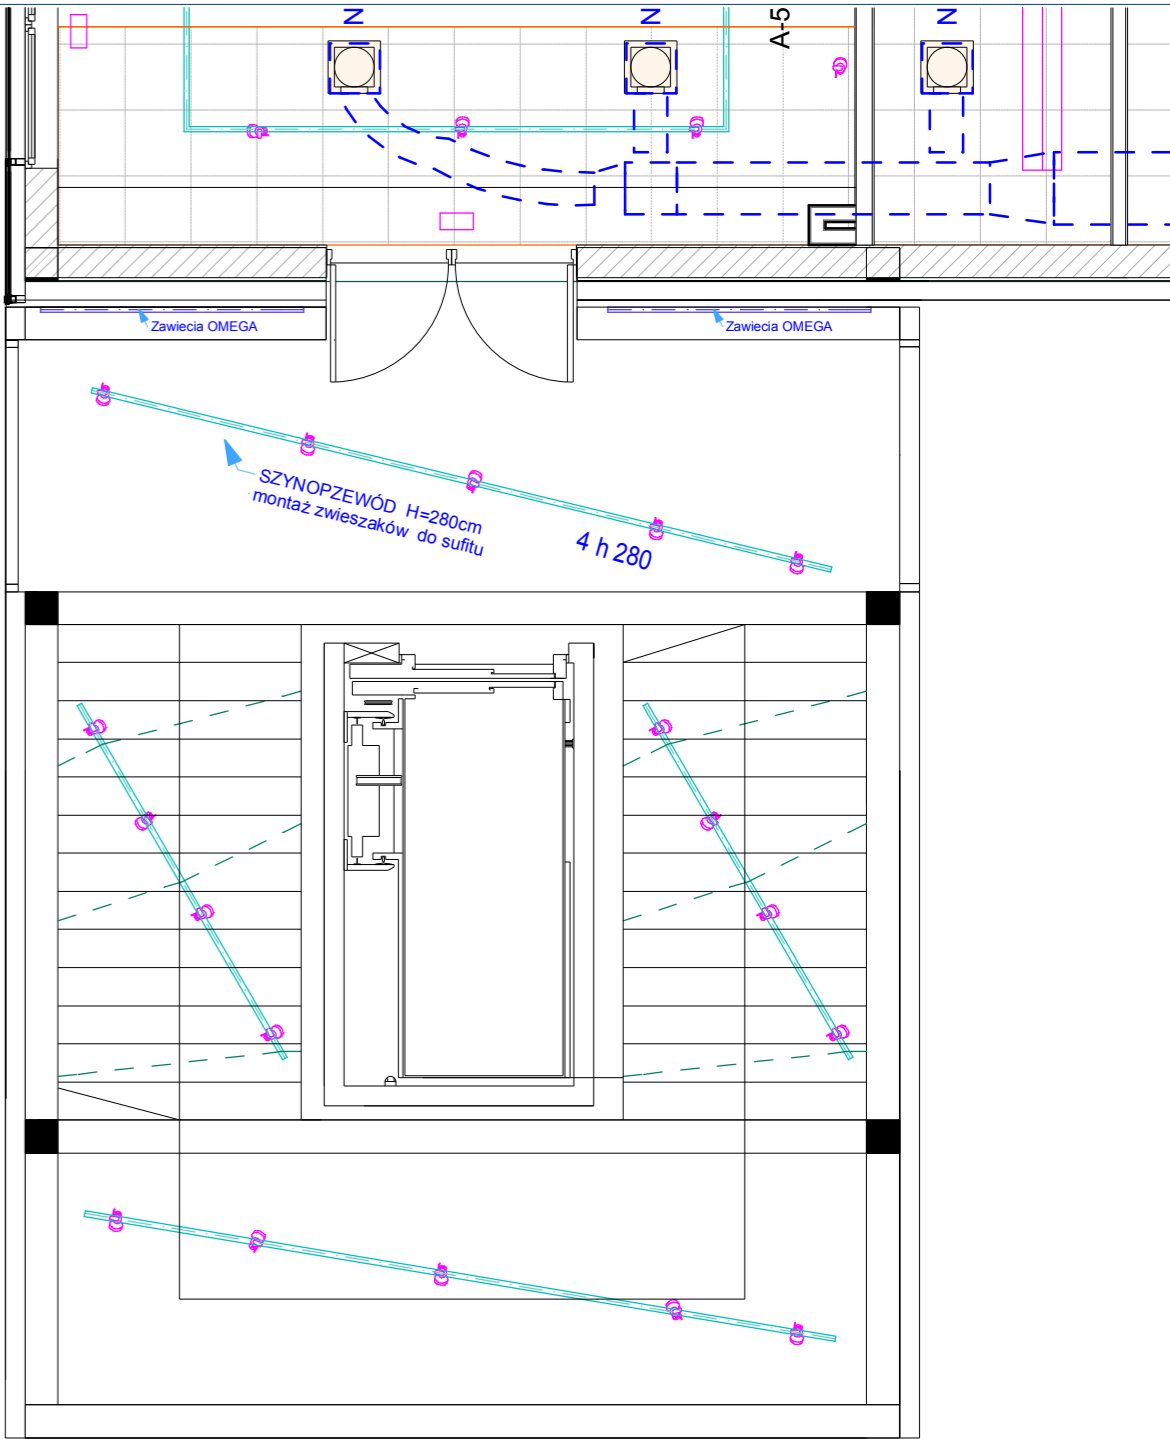 N
N
A-5
N
Zawiecia OMEGA
Zawiecia OMEGA
SZYNOPZEWÓD H=280cm
montaż zwieszaków do sufitu
4 h 280